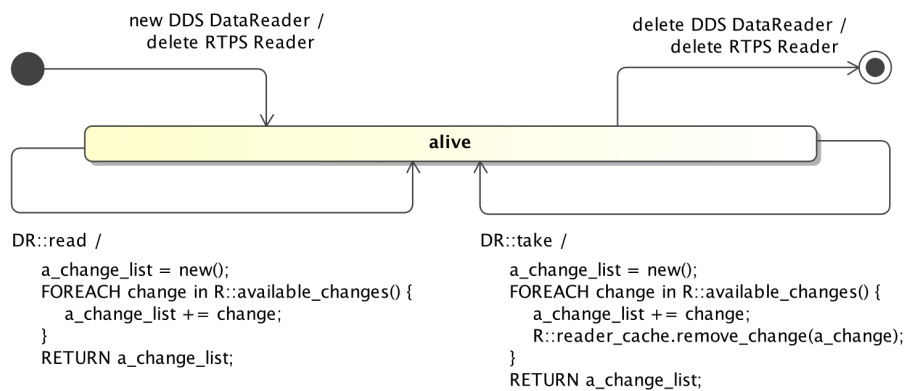 new DDS DataReader /
delete RTPS Reader
delete DDS DataReader /
delete RTPS Reader
alive
DR::read /
a_change_list = new();
FOREACH change in R::available_changes() {
a_change_list += change;
}
RETURN a_change_list;
DR::take /
a_change_list = new();
FOREACH change in R::available_changes() {
a_change_list += change;
R::reader_cache.remove_change(a_change);
}
RETURN a_change_list;